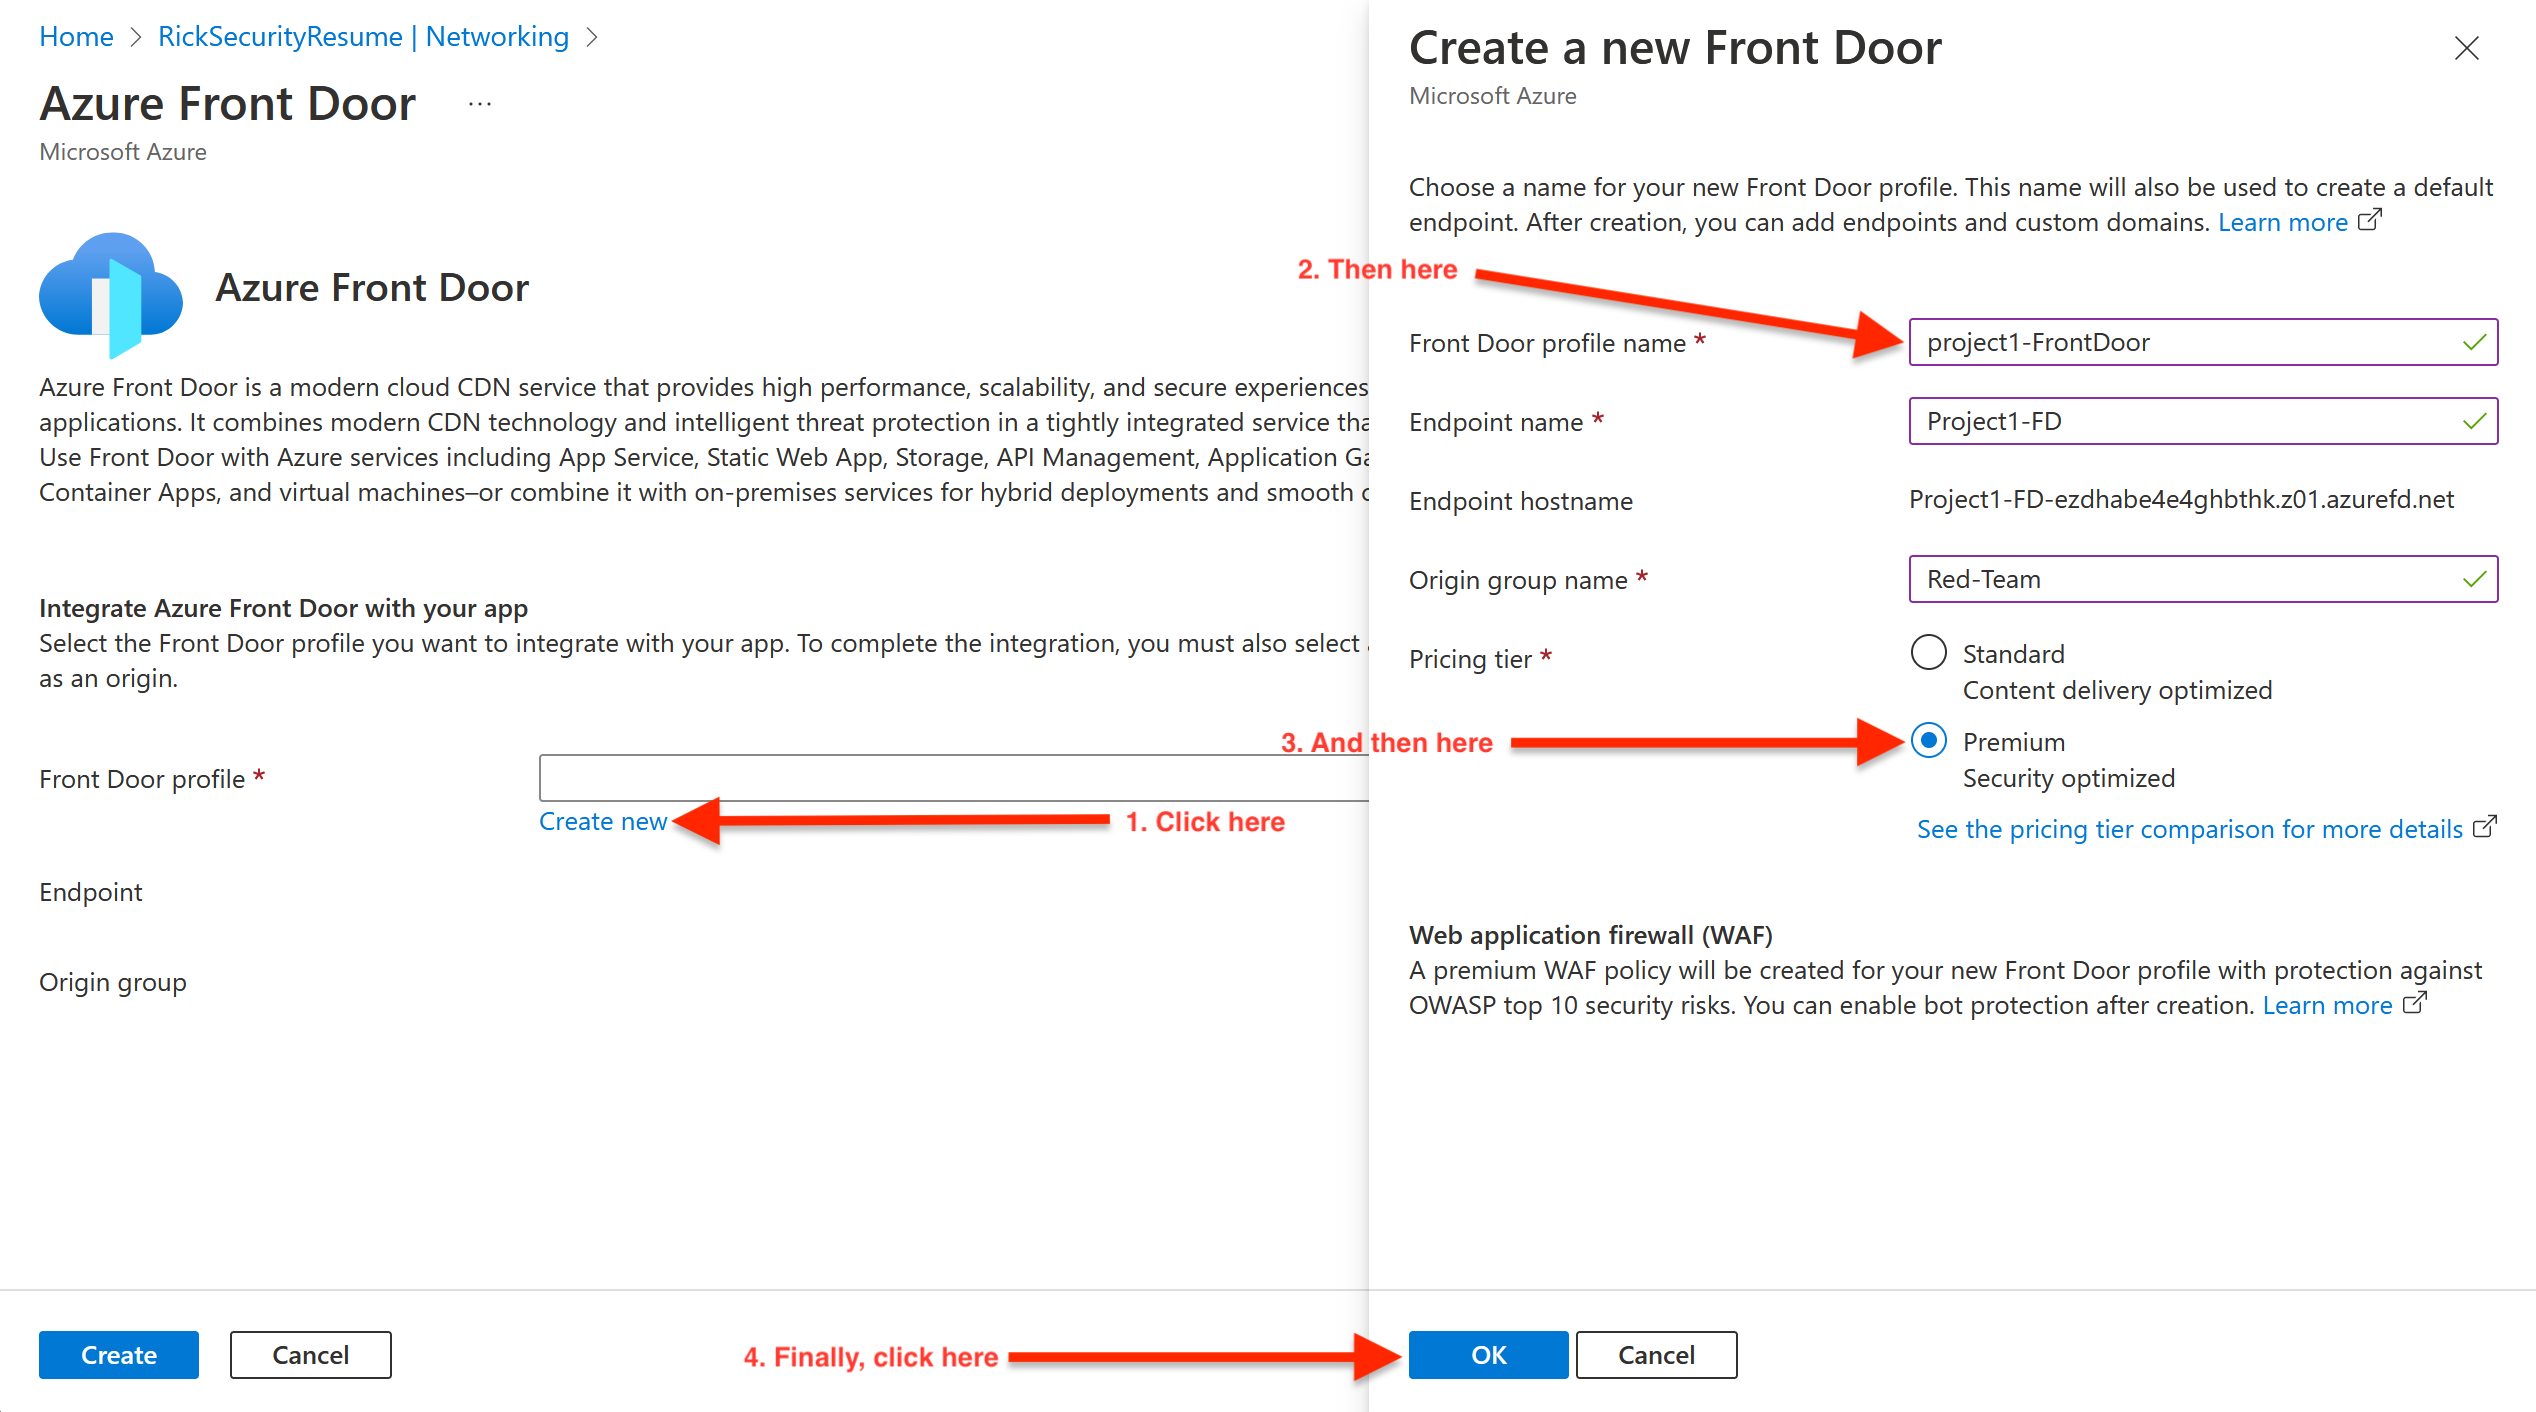 Home > RickSecurityResume | Networking >
Azure Front Door ...
Microsoft Azure
Azure Front Door
Azure Front Door is a modern cloud CDN service that provides high performance, scalability, and secure experiences
applications. It combines modern CDN technology and intelligent threat protection in a tightly integrated service
Use Front Door with Azure services including App Service, Static Web App, Storage, API Management, Application
Container Apps, and virtual machines–or combine it with on-premises services for hybrid deployments and smooth
Integrate Azure Front Door with your app
Select the Front Door profile you want to integrate with your app. To complete the integration, you must also select
as an origin.
Front Door profile *
Create new
1. Click here
Endpoint
Origin group
Create
Cancel
Create a new Front Door
Microsoft Azure
Choose a name for your new Front Door profile. This name will also be used to create a default
endpoint. After creation, you can add endpoints and custom domains. Learn more
2. Then here
Front Door profile name *
project1-FrontDoor
Endpoint name *
Project1-FD
Endpoint hostname
Project1-FD-ezdhabe4e4ghbthk.z01.azurefd.net
Origin group name *
Red-Team
Pricing tier *
Standard
Content delivery optimized
3. And then here
Premium
Security optimized
See the pricing tier comparison for more details
Web application firewall (WAF)
A premium WAF policy will be created for your new Front Door profile with protection against
OWASP top 10 security risks. You can enable bot protection after creation. Learn more
4. Finally, click here
OK
Cancel